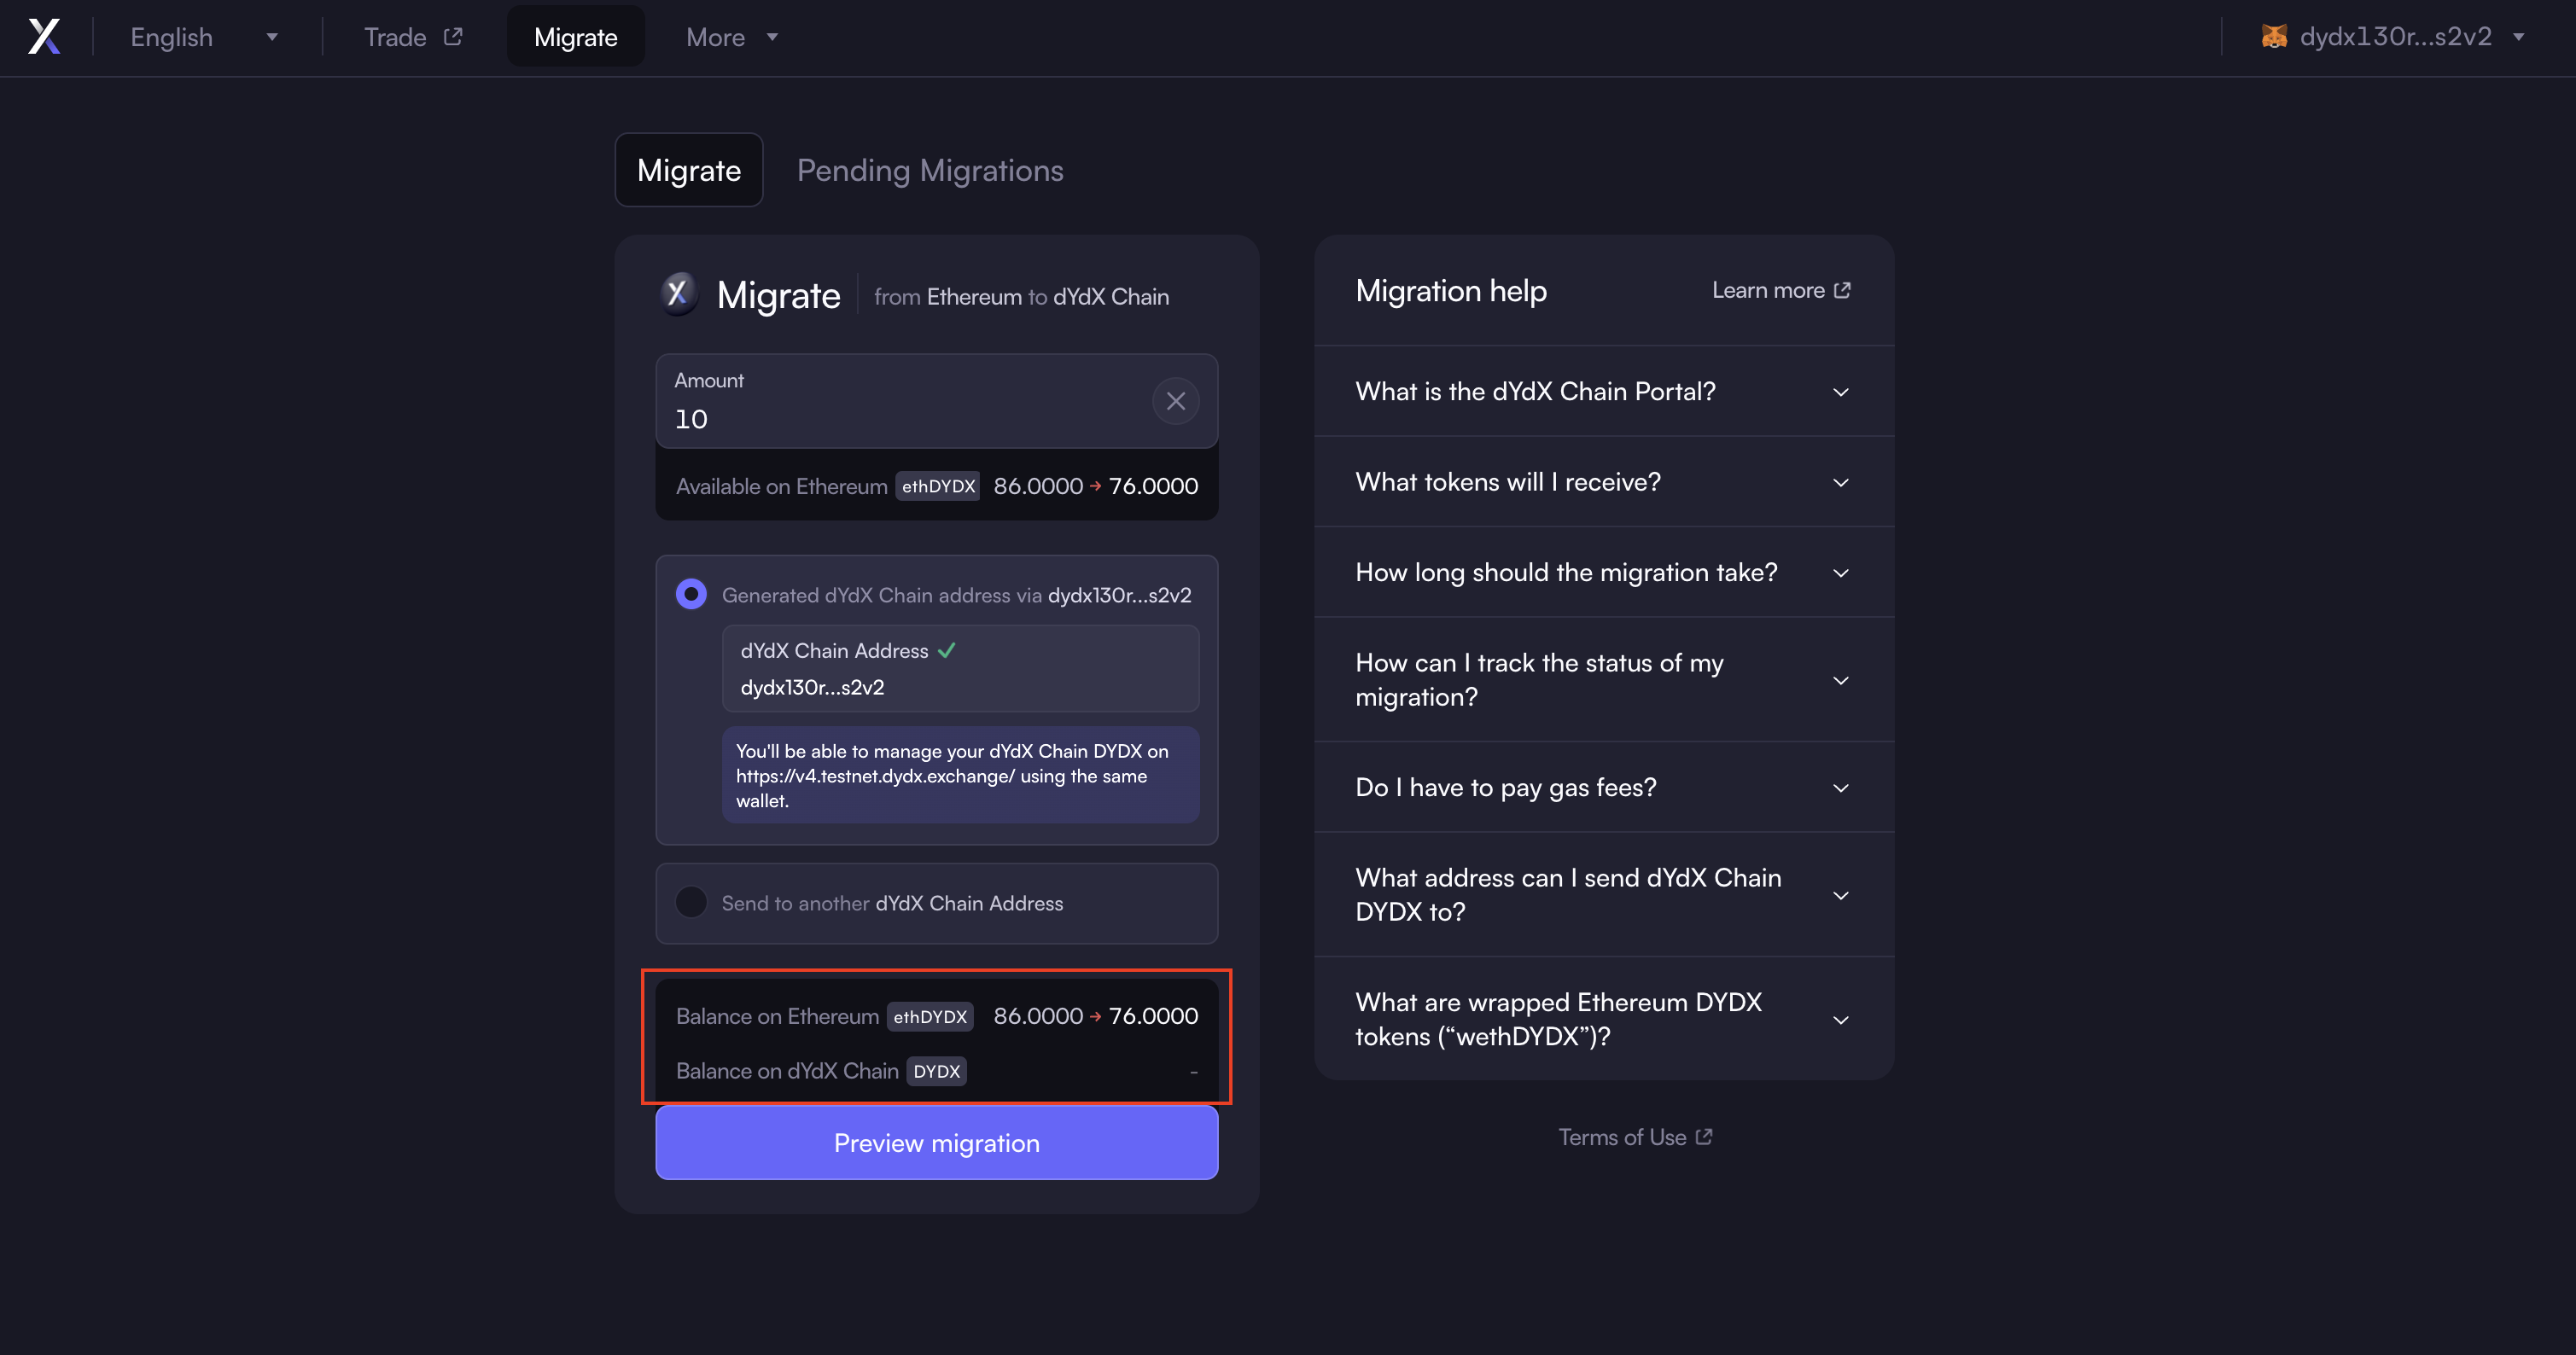 English
Trade
Migrate
More
dydx130r...s2v2
Migrate
Pending Migrations
Migrate
from Ethereum to dYdX Chain
Amount
10
Available on Ethereum ethDYDX 86.0000 → 76.0000
Generated dYdX Chain address via dydx130r...s2v2
dYdX Chain Address
dydx130r...s2v2
You'll be able to manage your dYdX Chain DYDX on
https://v4.testnet.dydx.exchange/ using the same
wallet.
Send to another dYdX Chain Address
Balance on Ethereum ethDYDX 86.0000 → 76.0000
Balance on dYdX Chain DYDX -
Preview migration
Migration help
Learn more
What is the dYdX Chain Portal?
What tokens will I receive?
How long should the migration take?
How can I track the status of my
migration?
Do I have to pay gas fees?
What address can I send dYdX Chain
DYDX to?
What are wrapped Ethereum DYDX
tokens (“wethDYDX”)?
Terms of Use